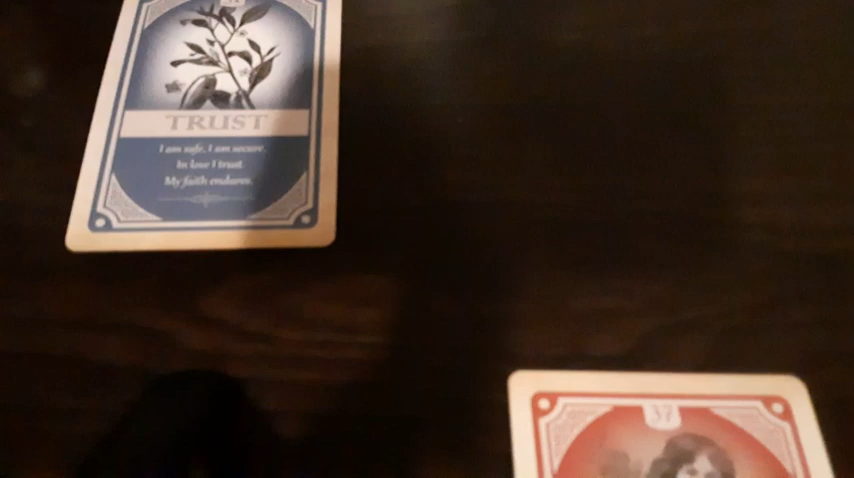 TRUST
I am safe, I am secure.
In love I trust
My faith endures.
37